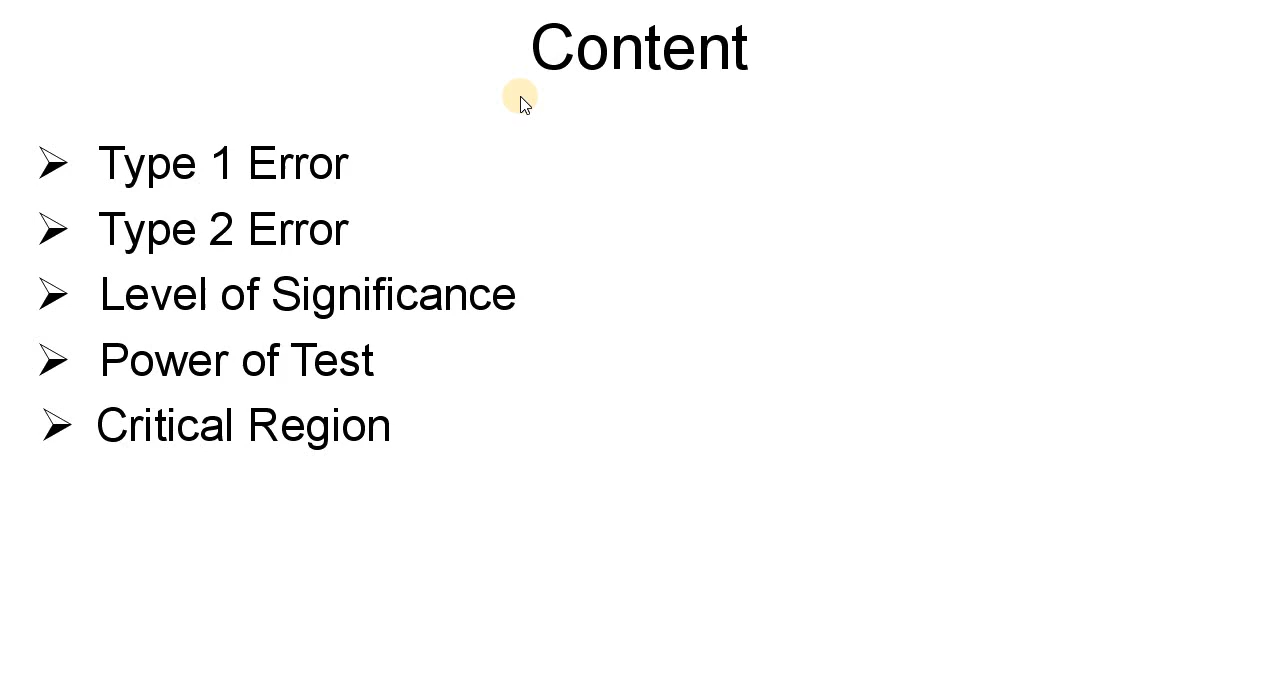 Content
➢ Type 1 Error
➢ Type 2 Error
➢ Level of Significance
➢ Power of Test
➢ Critical Region